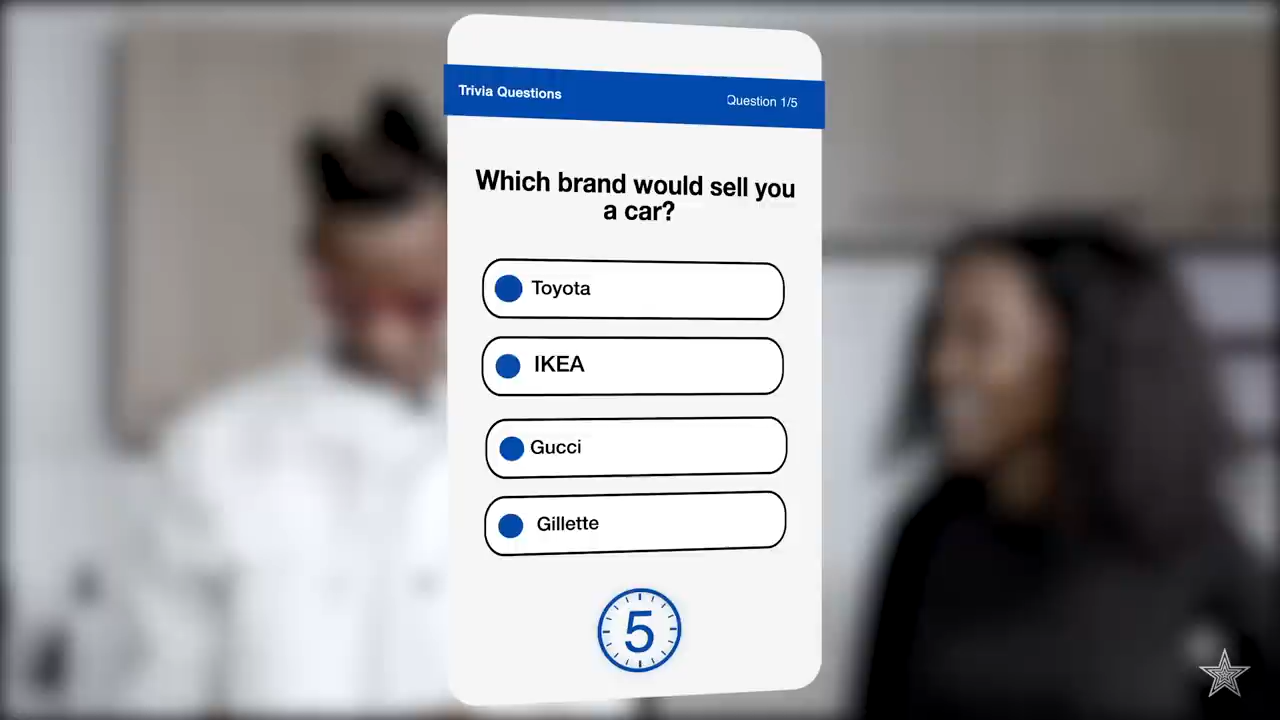 Trivia Questions
Question 1/5
Which brand would sell you
a car?
Toyota
IKEA
Gucci
Gillette
5